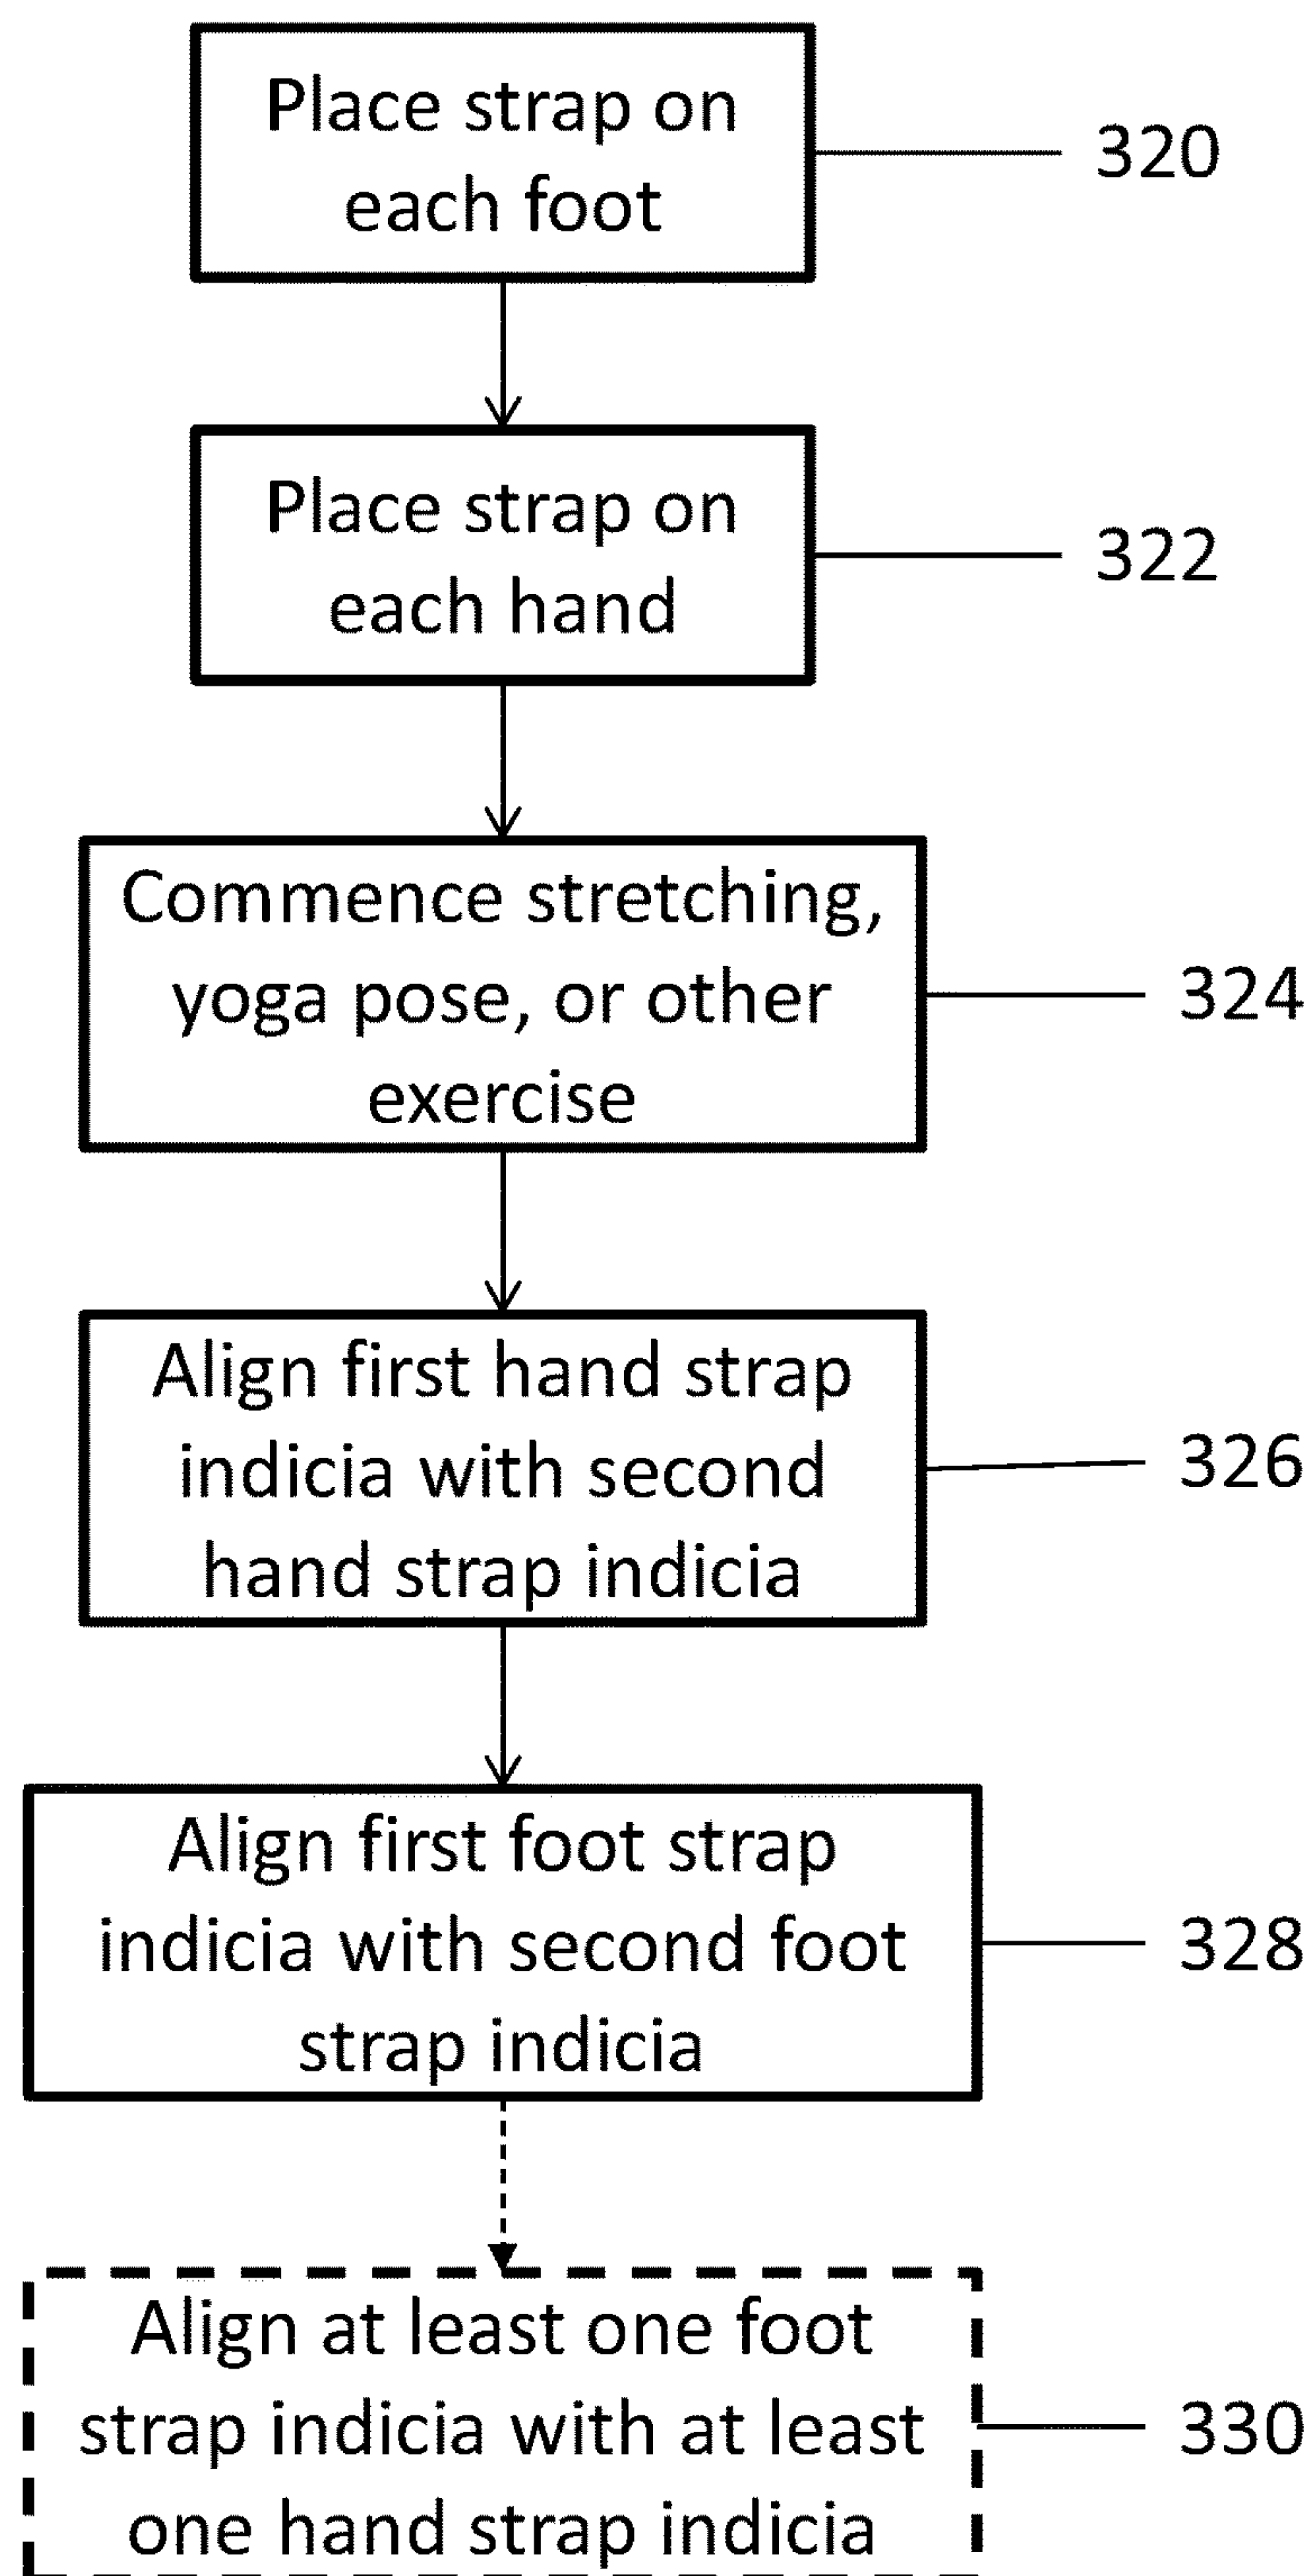 Place strap on
each foot
320
Place strap on
each hand
322
Commence stretching,
yoga pose, or other
exercise
324
Align first hand strap
indicia with second
hand strap indicia
326
Align first foot strap
indicia with second foot
strap indicia
328
Align at least one foot
strap indicia with at least
one hand strap indicia
330